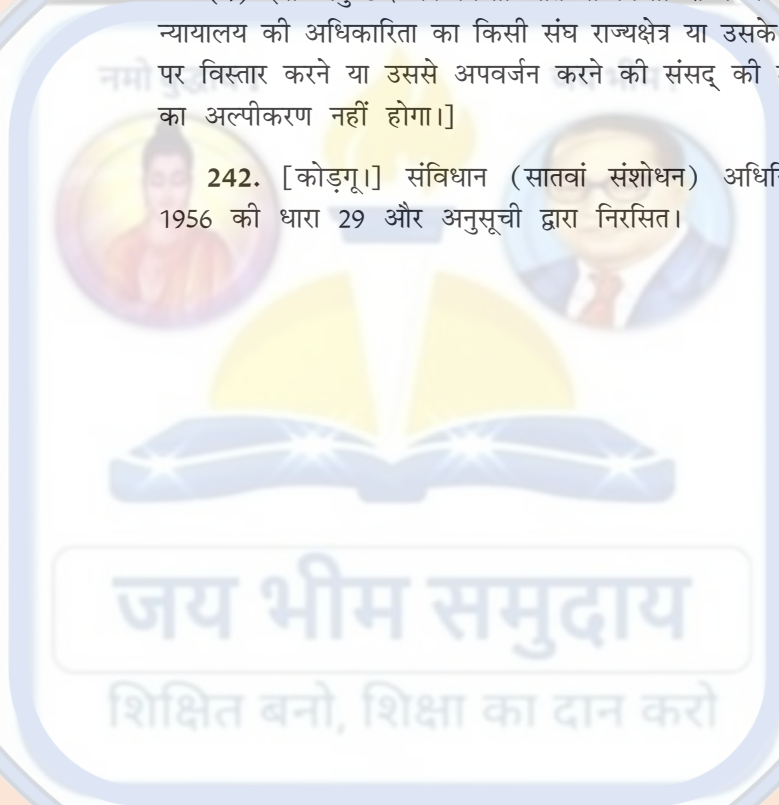 न्यायालय की अधिकारिता का किसी संघ राज्यक्षेत्र या उसके
पर विस्तार करने या उससे अपवर्जन करने की संसद् की
का अल्पीकरण नहीं होगा।]
242. [कोड़गू।] संविधान (सातवां संशोधन)
1956 की धारा 29 और अनुसूची द्वारा निरसित।
जय भीम समुदाय
शिक्षित बनो, शिक्षा का दान करो